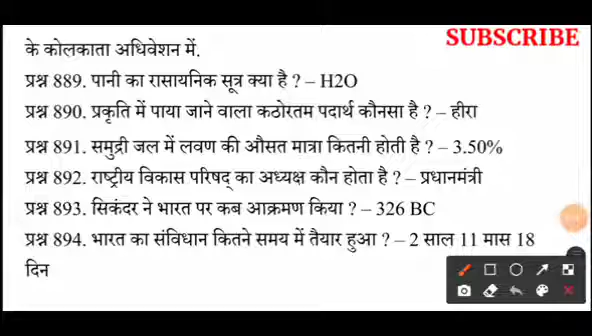 SUBSCRIBE
के कोलकाता अधिवेशन में.
प्रश्न 889. पानी का रासायनिक सूत्र क्या है ? – H2O
प्रश्न 890. प्रकृति में पाया जाने वाला कठोरतम पदार्थ कौनसा है ? – हीरा
प्रश्न 891. समुद्री जल में लवण की औसत मात्रा कितनी होती है ? – 3.50%
प्रश्न 892. राष्ट्रीय विकास परिषद् का अध्यक्ष कौन होता है ? – प्रधानमंत्री
प्रश्न 893. सिकंदर ने भारत पर कब आक्रमण किया ? – 326 BC
प्रश्न 894. भारत का संविधान कितने समय में तैयार हुआ ? – 2 साल 11 मास 18
दिन